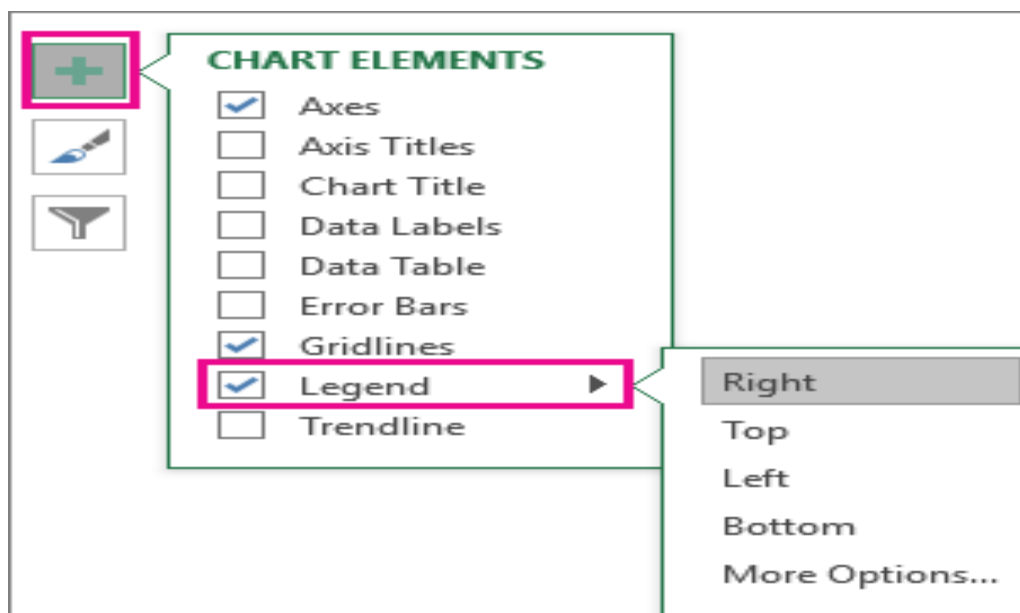 CHART ELEMENTS
Axes
Axis Titles
Chart Title
Data Labels
Data Table
Error Bars
Gridlines
Legend
Trendline
Right
Top
Left
Bottom
More Options...